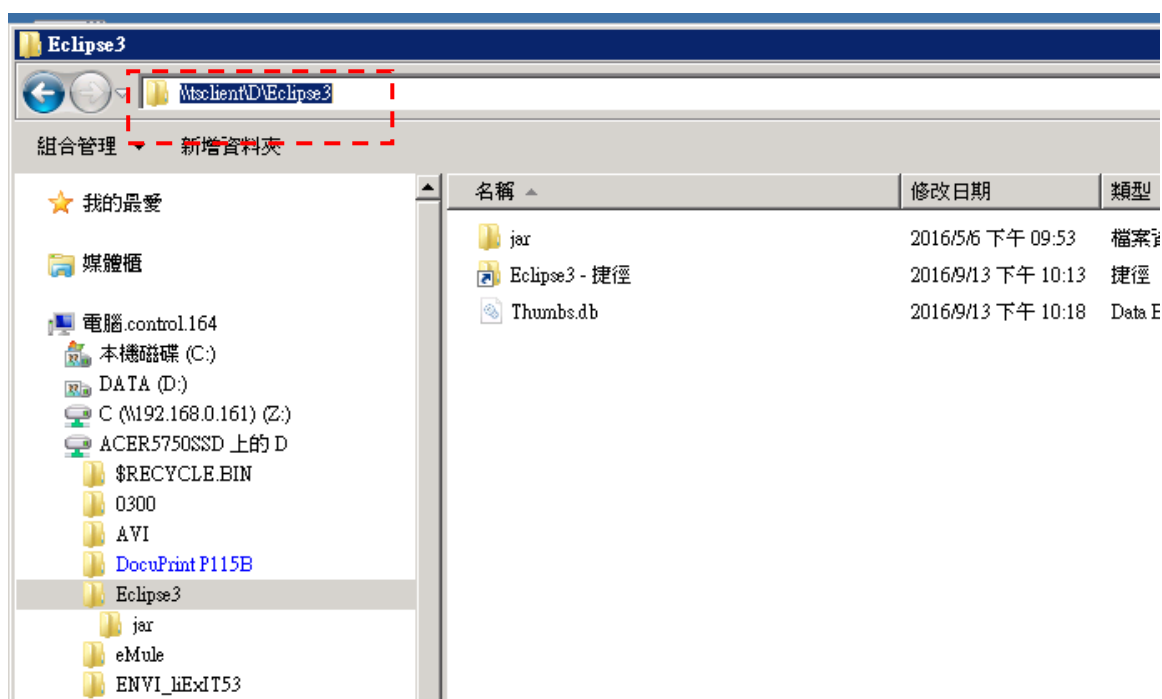 Eclipse3
\\tsclient\D\Eclipse3
組合管理 新增資料夾
我的最愛
媒體櫃
電腦.control.164
本機磁碟 (C:)
DATA (D:)
C (\\192.168.0.161) (Z:)
ACER5750SSD 上的 D
$RECYCLE.BIN
0300
AVI
DocuPrint P115B
Eclipse3
jar
eMule
ENVI_liExIT53
名稱 修改日期 類型
jar 2016/5/6 下午 09:53 檔案
Eclipse3 - 捷徑 2016/9/13 下午 10:13 捷徑
Thumbs.db 2016/9/13 下午 10:18 Data